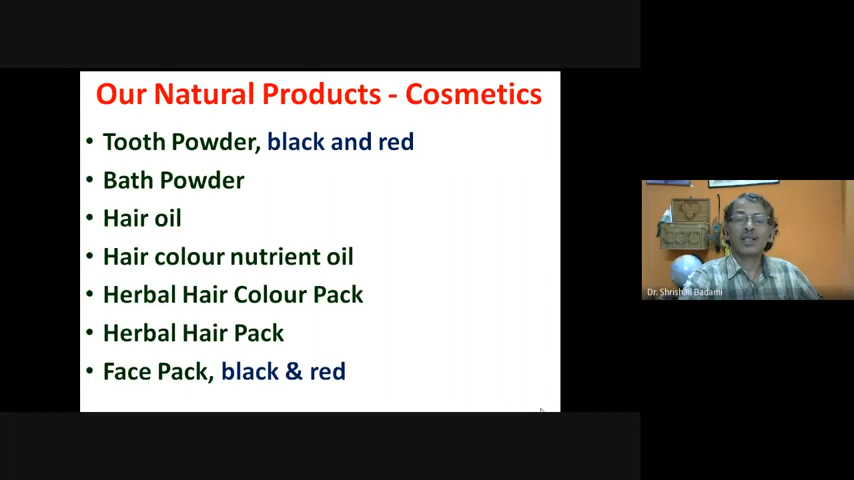 Our Natural Products - Cosmetics
• Tooth Powder, black and red
• Bath Powder
• Hair oil
• Hair colour nutrient oil
• Herbal Hair Colour Pack
• Herbal Hair Pack
• Face Pack, black & red
Dr. Shrishail Badami